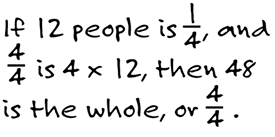 If 12 people is 1/4, and
4/4 is 4 x 12, then 48
is the whole, or 4/4.